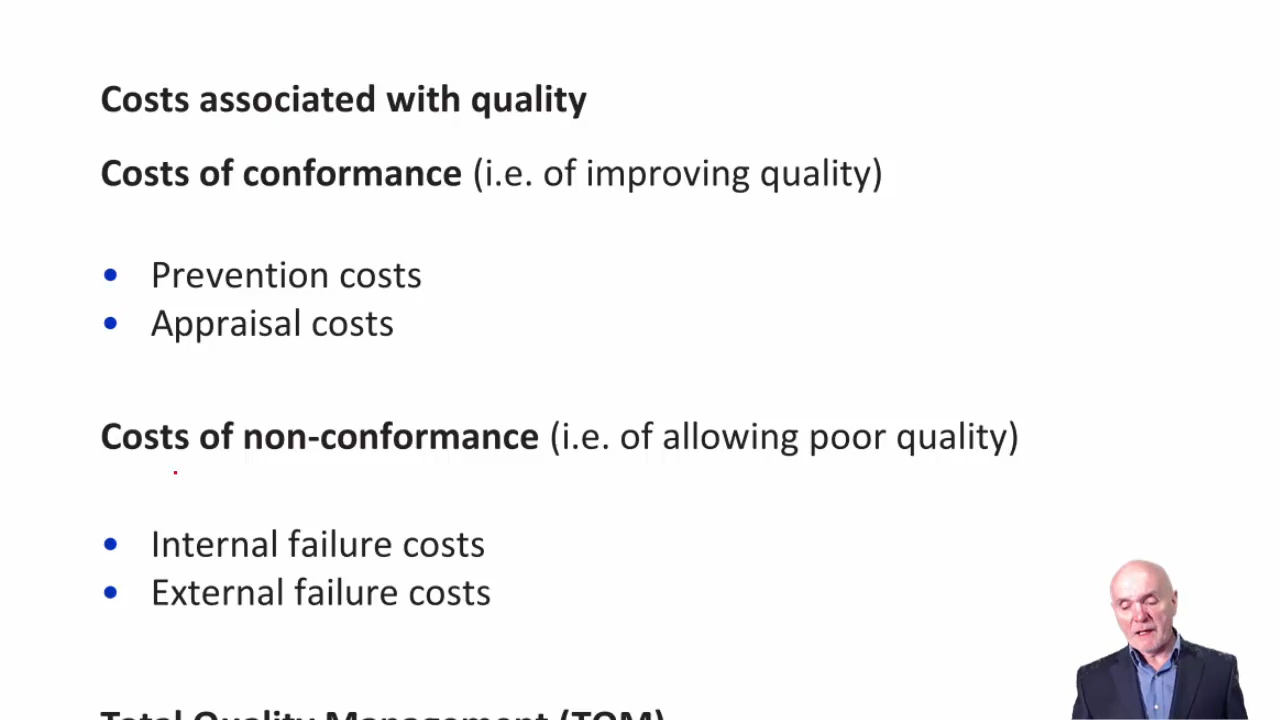 Costs associated with quality
Costs of conformance (i.e. of improving quality)
• Prevention costs
• Appraisal costs
Costs of non-conformance (i.e. of allowing poor quality)
• Internal failure costs
• External failure costs
Total Quality Management (TQM)